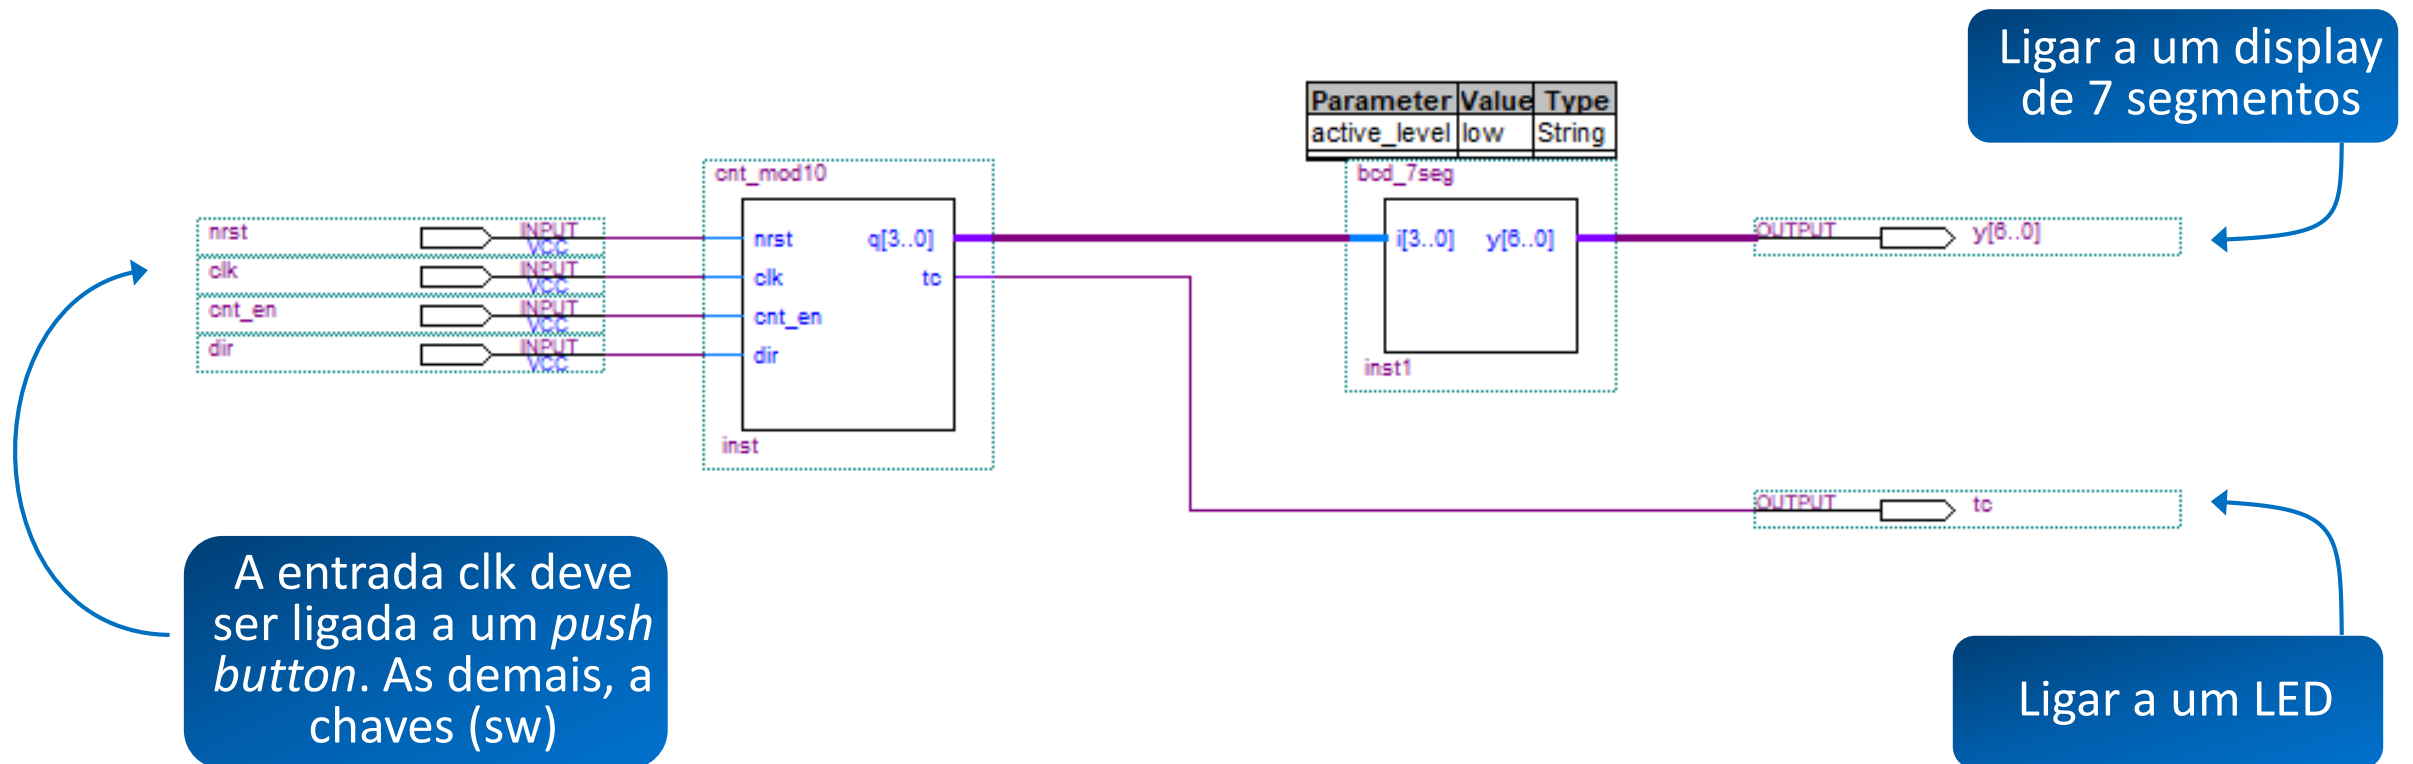 Ligar a um display
de 7 segmentos
Parameter Value Type
active_level low String
cnt_mod10
bcd_7seg
nrst INPUT VCC
clk INPUT VCC
cnt_en INPUT VCC
dir INPUT VCC
nrst q[3..0]
clk tc
cnt_en
dir
inst
i[3..0] y[6..0]
inst1
OUTPUT y[6..0]
OUTPUT tc
A entrada clk deve
ser ligada a um push
button. As demais, a
chaves (sw)
Ligar a um LED